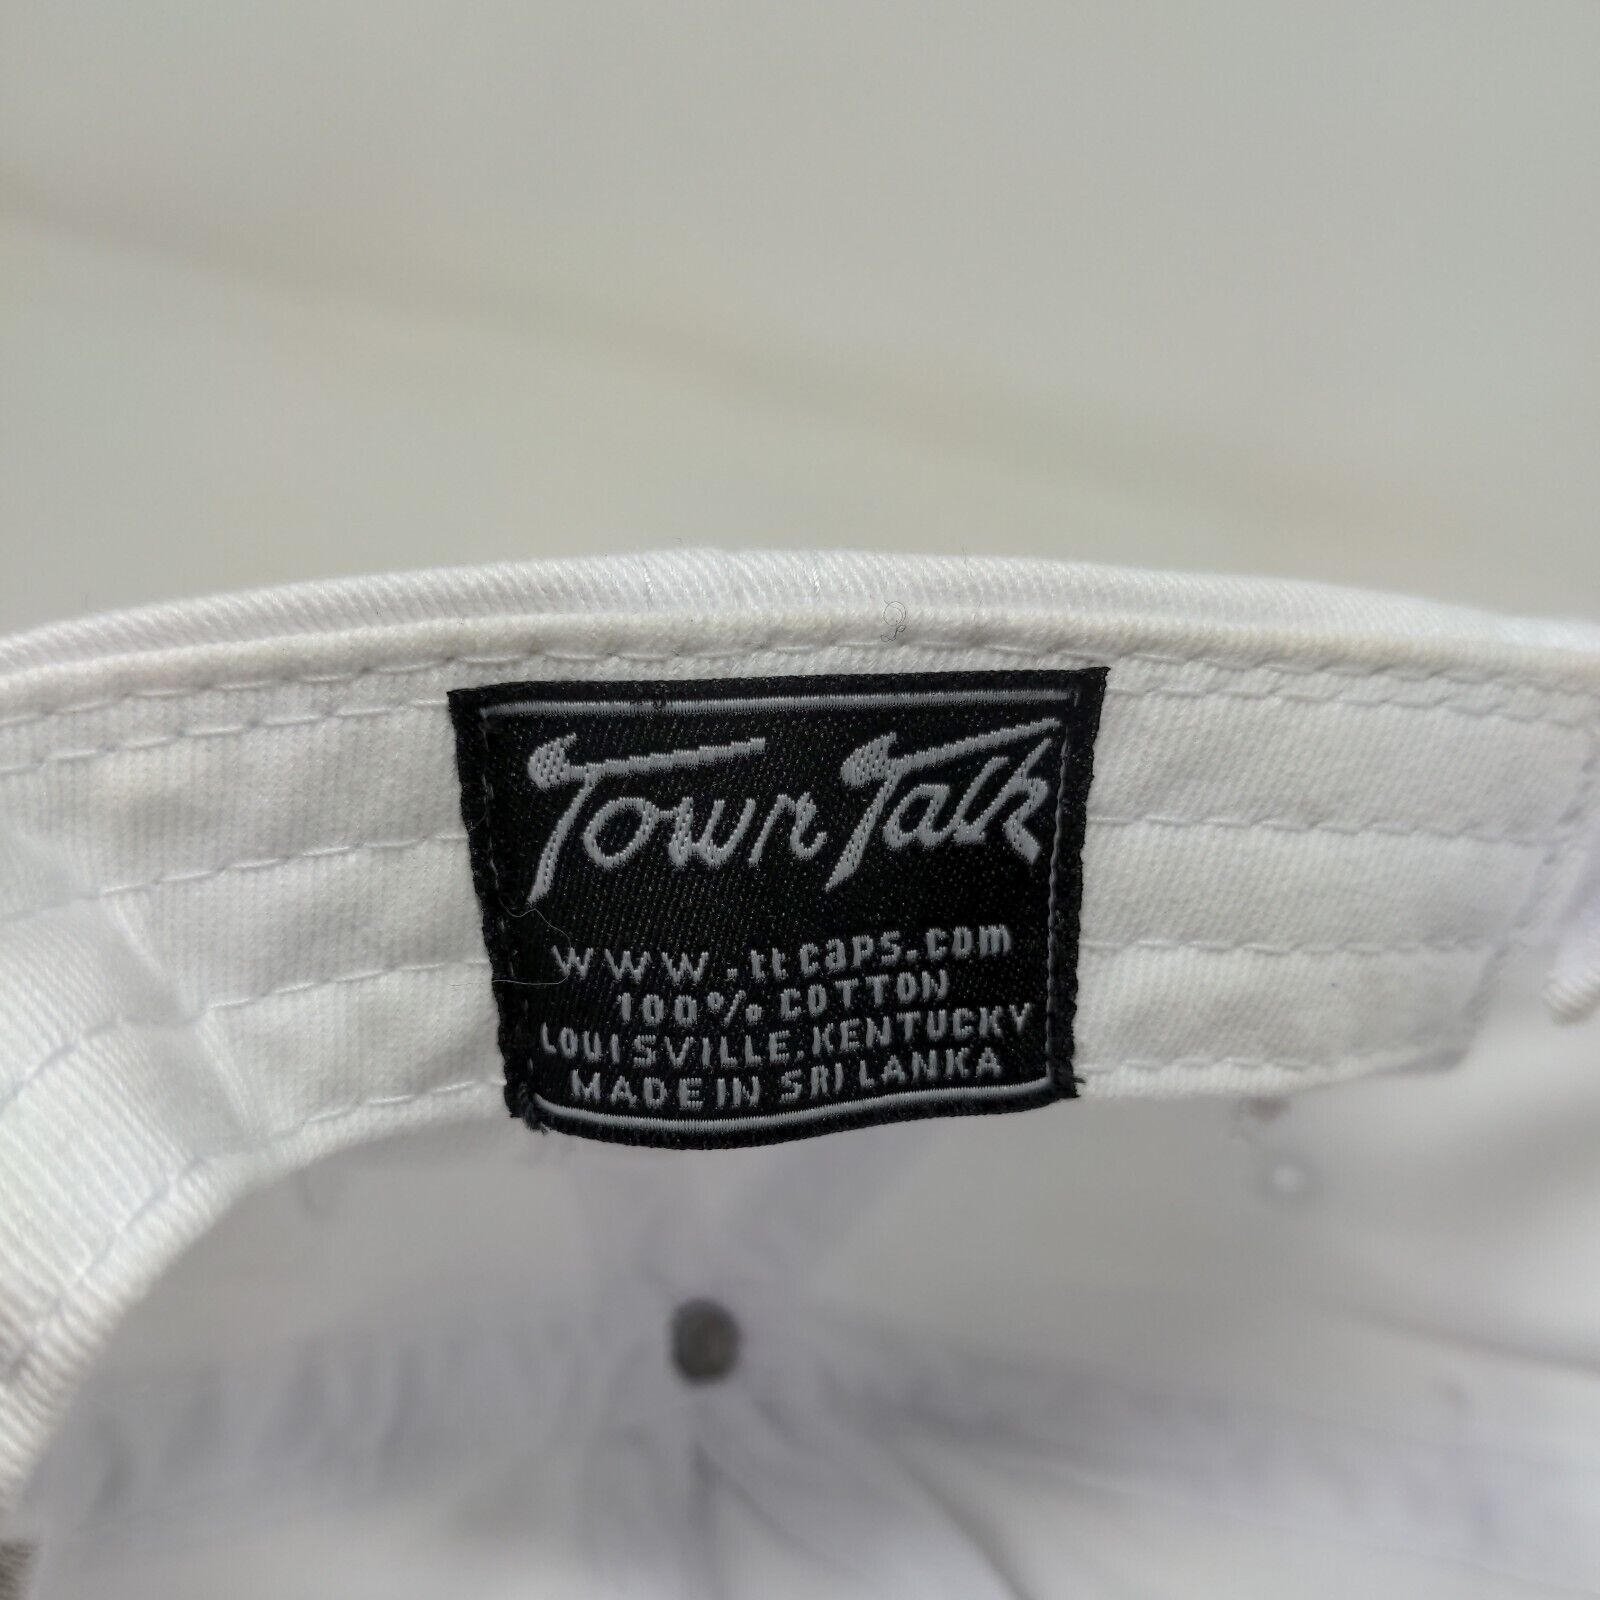 Town Talk
www.ttcaps.com
100% COTTON
LOUISVILLE, KENTUCKY
MADE IN SRI LANKA